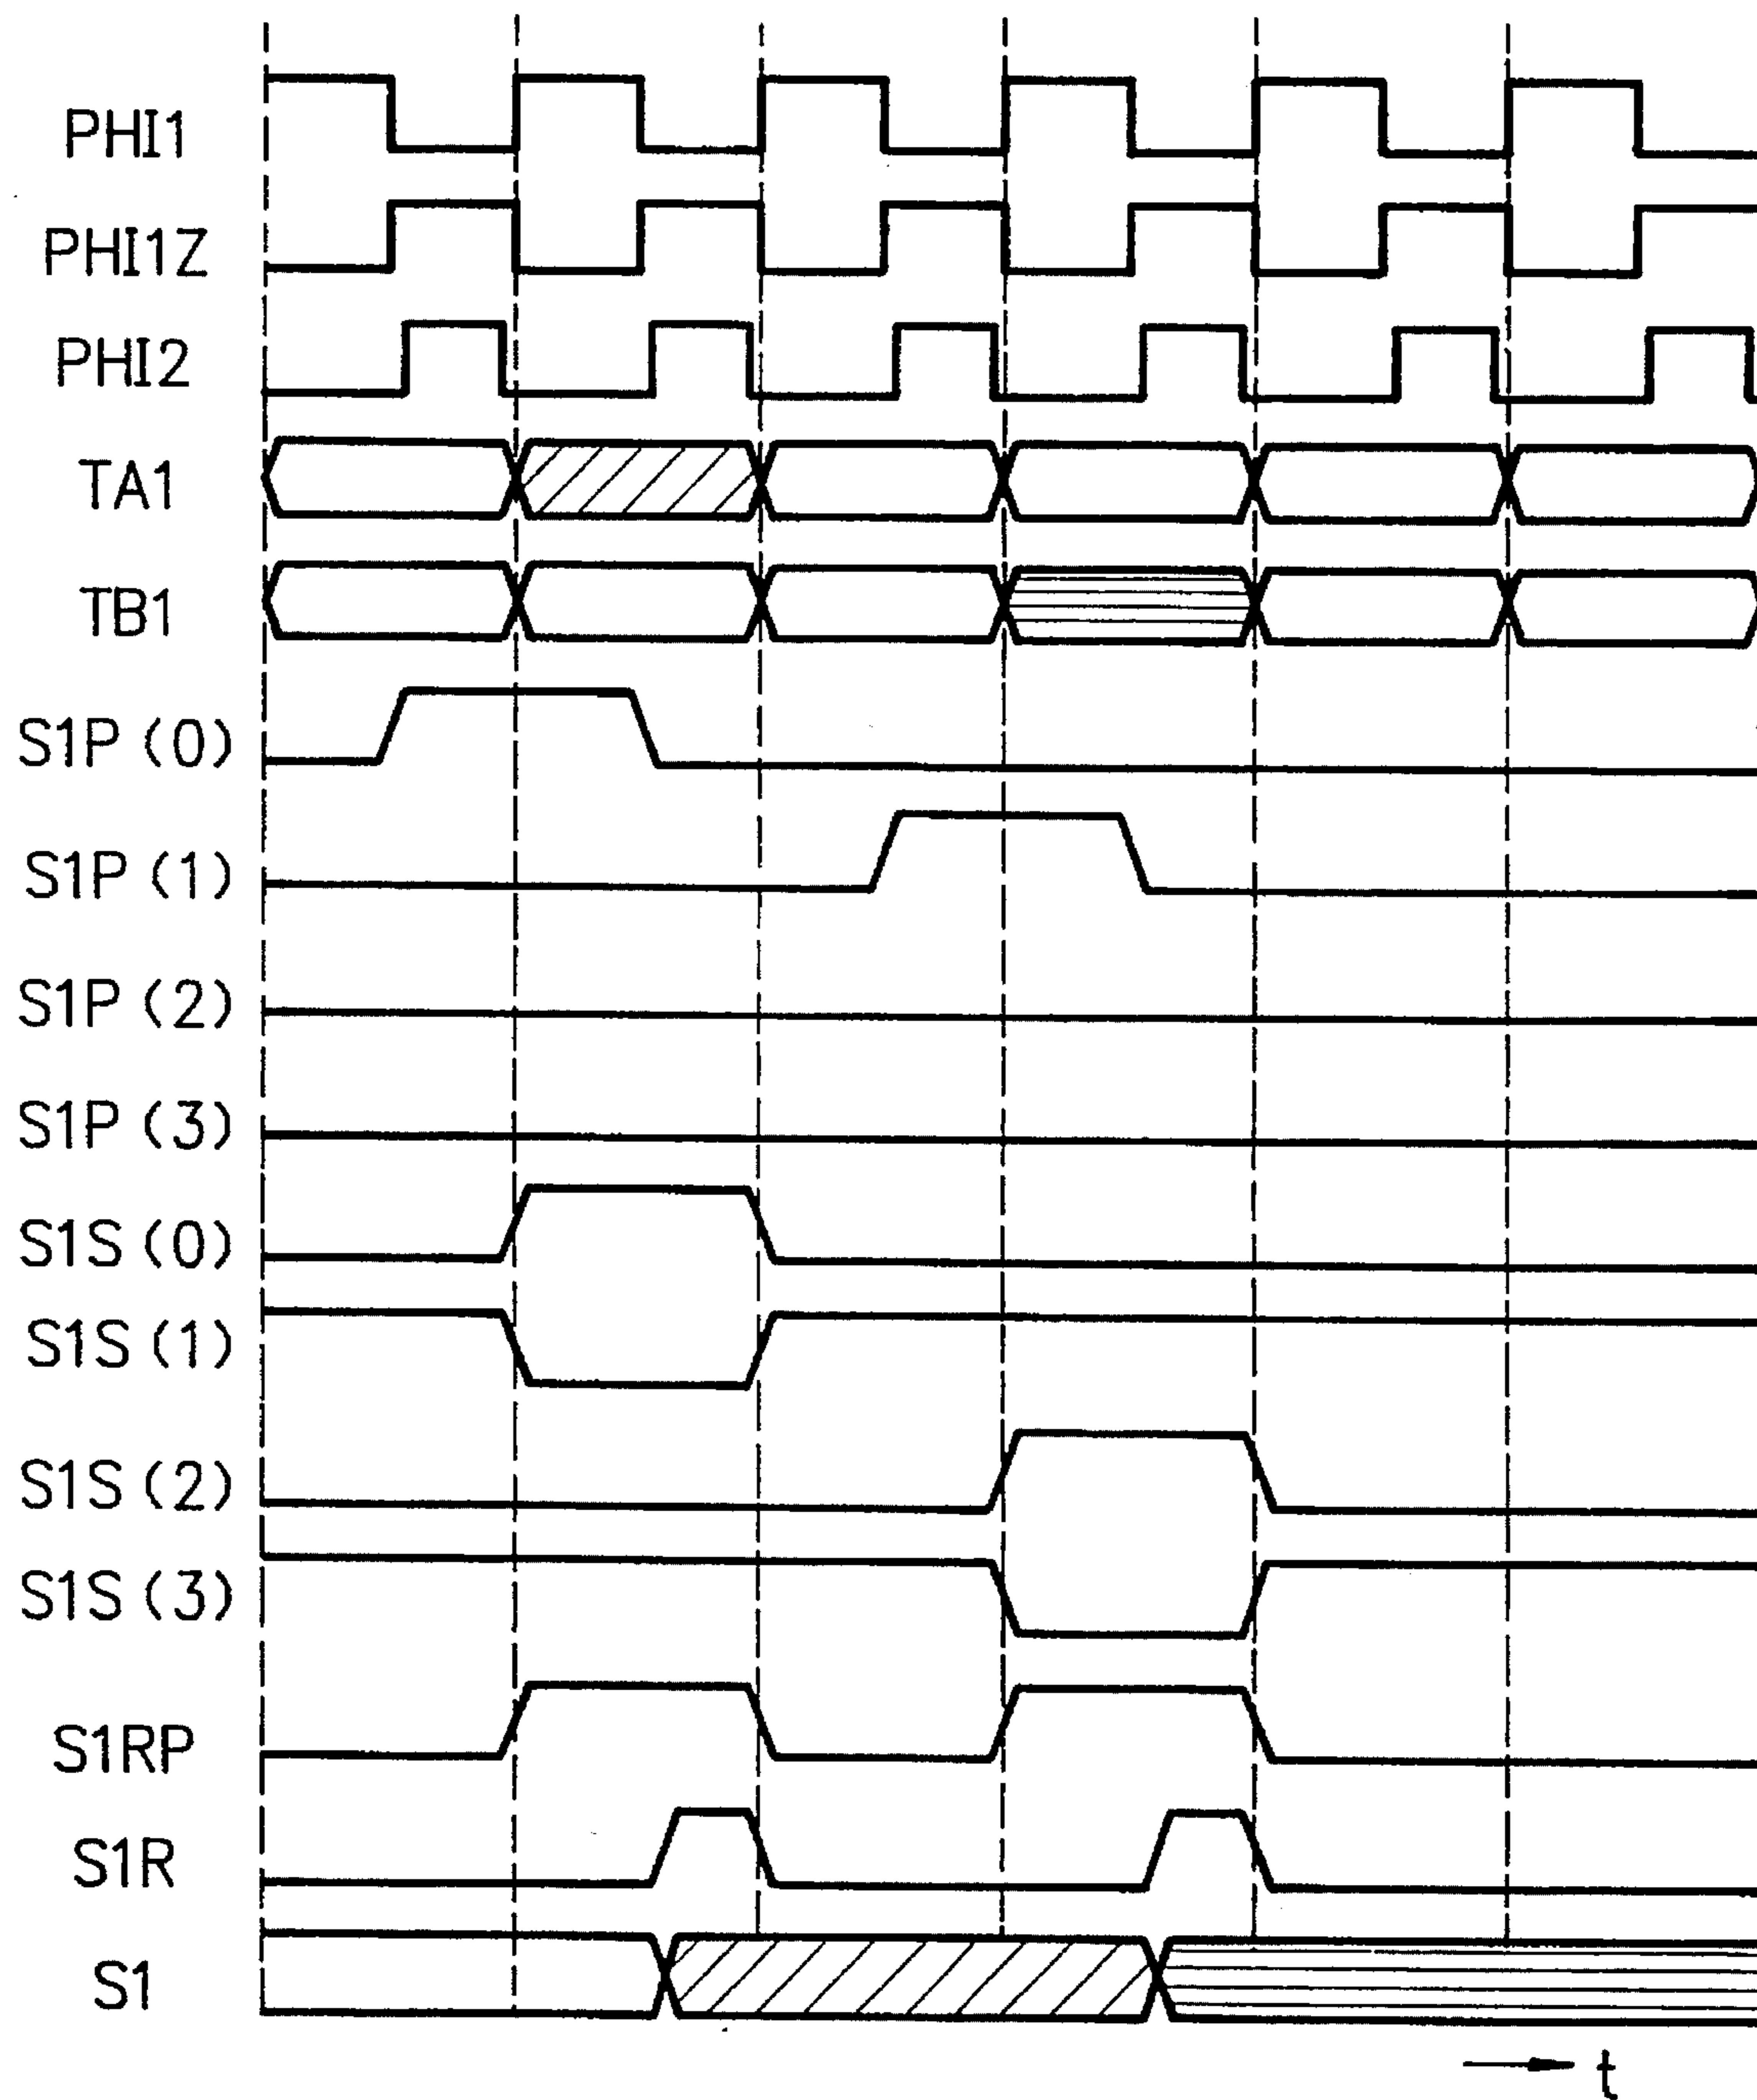 PHI1
PHI1Z
PHI2
TA1
TB1
S1P (0)
S1P (1)
S1P (2)
S1P (3)
S1S (0)
S1S (1)
S1S (2)
S1S (3)
S1RP
S1R
S1
t